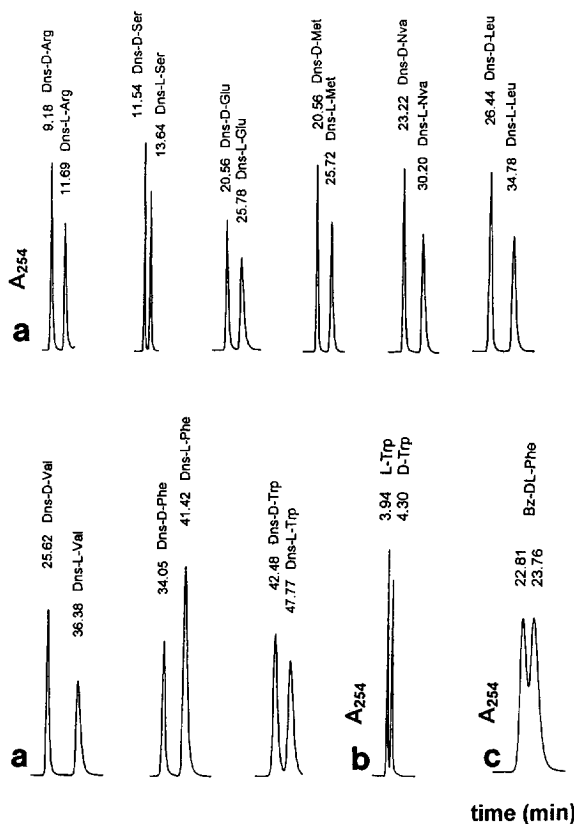 9.18 Dns-D-Arg
11.69 Dns-L-Arg
11.54 Dns-D-Ser
13.64 Dns-L-Ser
20.56 Dns-D-Glu
25.78 Dns-L-Glu
20.56 Dns-D-Met
25.72 Dns-L-Met
23.22 Dns-D-Nva
30.20 Dns-L-Nva
26.44 Dns-D-Leu
34.78 Dns-L-Leu
A254
a
25.62 Dns-D-Val
36.38 Dns-L-Val
34.05 Dns-D-Phe
41.42 Dns-L-Phe
42.48 Dns-D-Trp
47.77 Dns-L-Trp
3.94 L-Trp
4.30 D-Trp
Bz-DL-Phe
22.81
23.76
a
A254
b
A254
c
time (min)